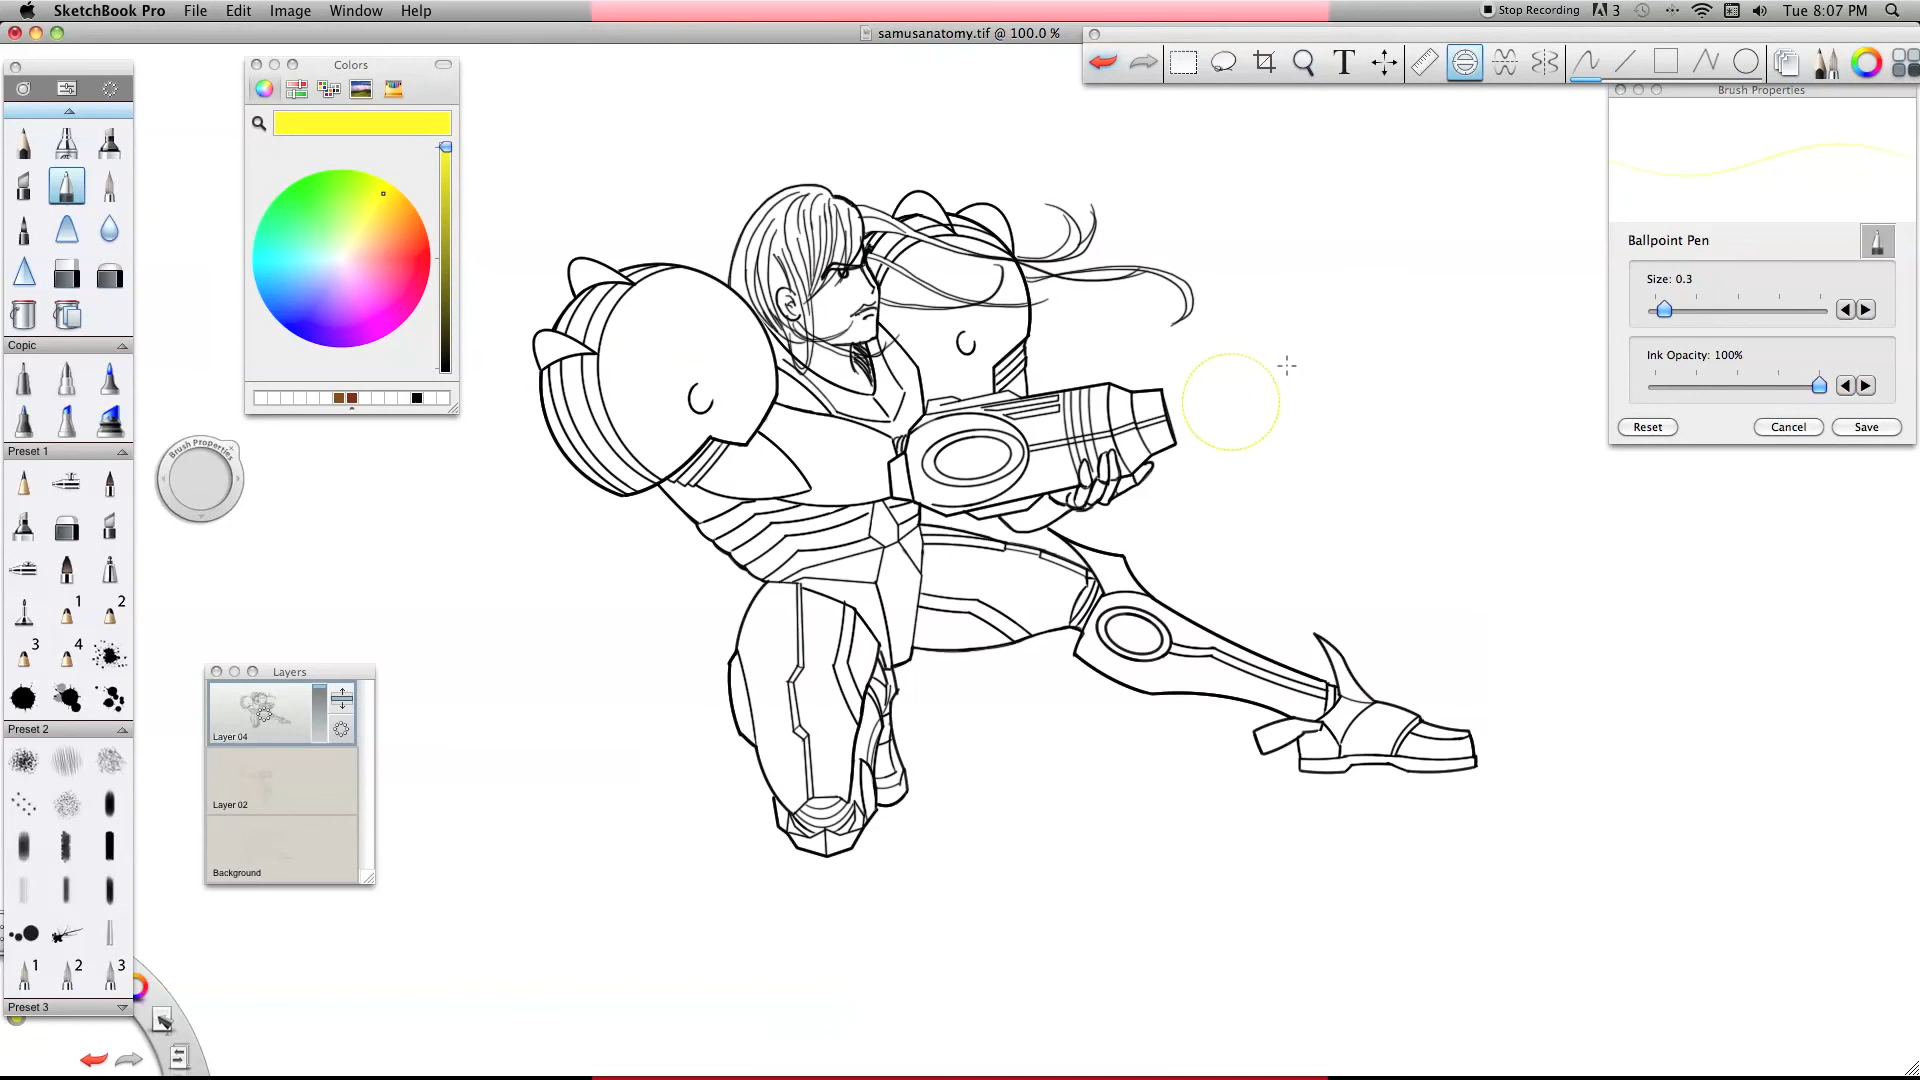 SketchBook Pro File Edit Image Window Help
Stop Recording 3 Tue 8:07 PM
samusanatomy.tif @ 100.0 %
Colors
T
Brush Properties
Ballpoint Pen
Size: 0.3
Ink Opacity: 100%
Reset Cancel Save
Copic
Preset 1
Brush Properties
1 2
3 4
Preset 2
1 2 3
Preset 3
Layers
Layer 04
Layer 02
Background